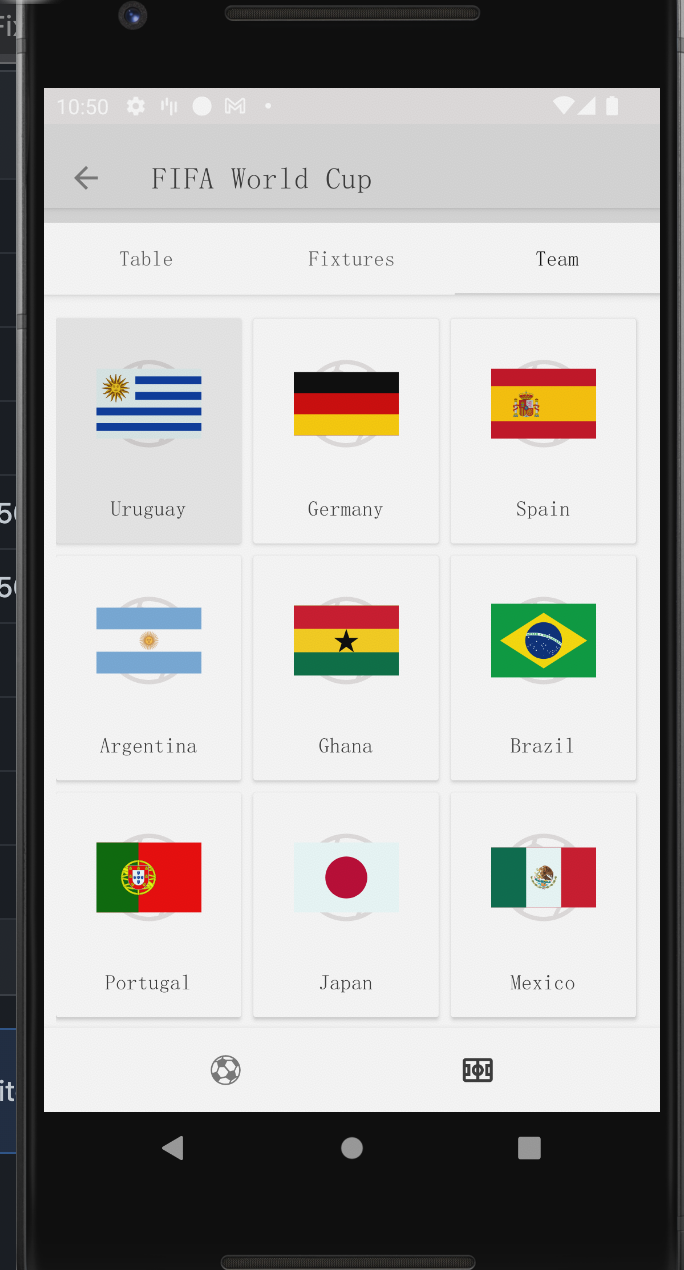 10:50
FIFA World Cup
Table Fixtures Team
Uruguay Germany Spain
Argentina Ghana Brazil
Portugal Japan Mexico